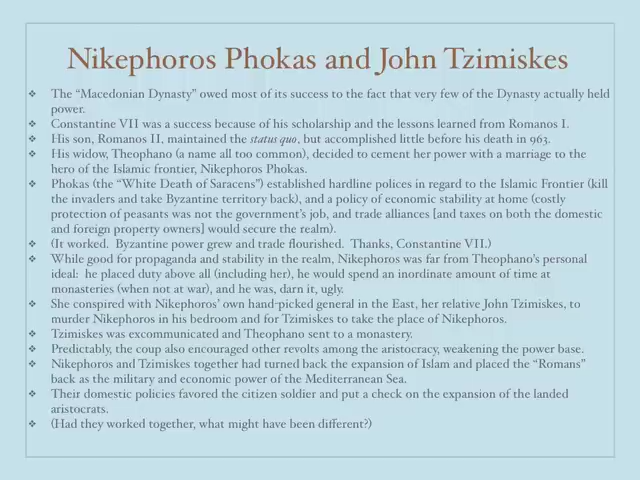 Nikephoros Phokas and John Tzimiskes
❖ The “Macedonian Dynasty” owed most of its success to the fact that very few of the Dynasty actually held
power.
❖ Constantine VII was a success because of his scholarship and the lessons learned from Romanos I.
❖ His son, Romanos II, maintained the status quo, but accomplished little before his death in 963.
❖ His widow, Theophano (a name all too common), decided to cement her power with a marriage to the
hero of the Islamic frontier, Nikephoros Phokas.
❖ Phokas (the “White Death of Saracens”) established hardline polices in regard to the Islamic Frontier (kill
the invaders and take Byzantine territory back), and a policy of economic stability at home (costly
protection of peasants was not the government’s job, and trade alliances [and taxes on both the domestic
and foreign property owners] would secure the realm).
❖ (It worked. Byzantine power grew and trade flourished. Thanks, Constantine VII.)
❖ While good for propaganda and stability in the realm, Nikephoros was far from Theophano’s personal
ideal: he placed duty above all (including her), he would spend an inordinate amount of time at
monasteries (when not at war), and he was, darn it, ugly.
❖ She conspired with Nikephoros’ own hand-picked general in the East, her relative John Tzimiskes, to
murder Nikephoros in his bedroom and for Tzimiskes to take the place of Nikephoros.
❖ Tzimiskes was excommunicated and Theophano sent to a monastery.
❖ Predictably, the coup also encouraged other revolts among the aristocracy, weakening the power base.
❖ Nikephoros and Tzimiskes together had turned back the expansion of Islam and placed the “Romans”
back as the military and economic power of the Mediterranean Sea.
❖ Their domestic policies favored the citizen soldier and put a check on the expansion of the landed
aristocrats.
❖ (Had they worked together, what might have been different?)